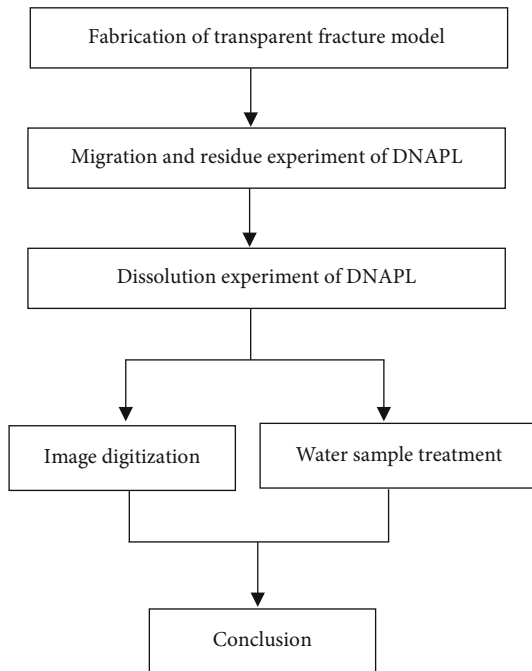 Fabrication of transparent fracture model
Migration and residue experiment of DNAPL
Dissolution experiment of DNAPL
Image digitization
Water sample treatment
Conclusion